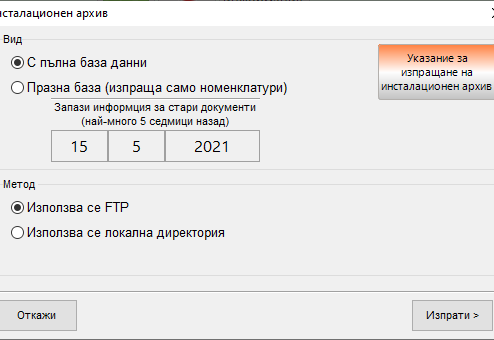 нсталационен архив
Вид
С пълна база данни
Празна база (изпраща само номенклатури)
Указание за
изпращане на
инсталационен архив
Запази информция за стари документи
(най-много 5 седмици назад)
15 5 2021
Метод
Използва се FTP
Използва се локална директория
Откажи
Изпрати >